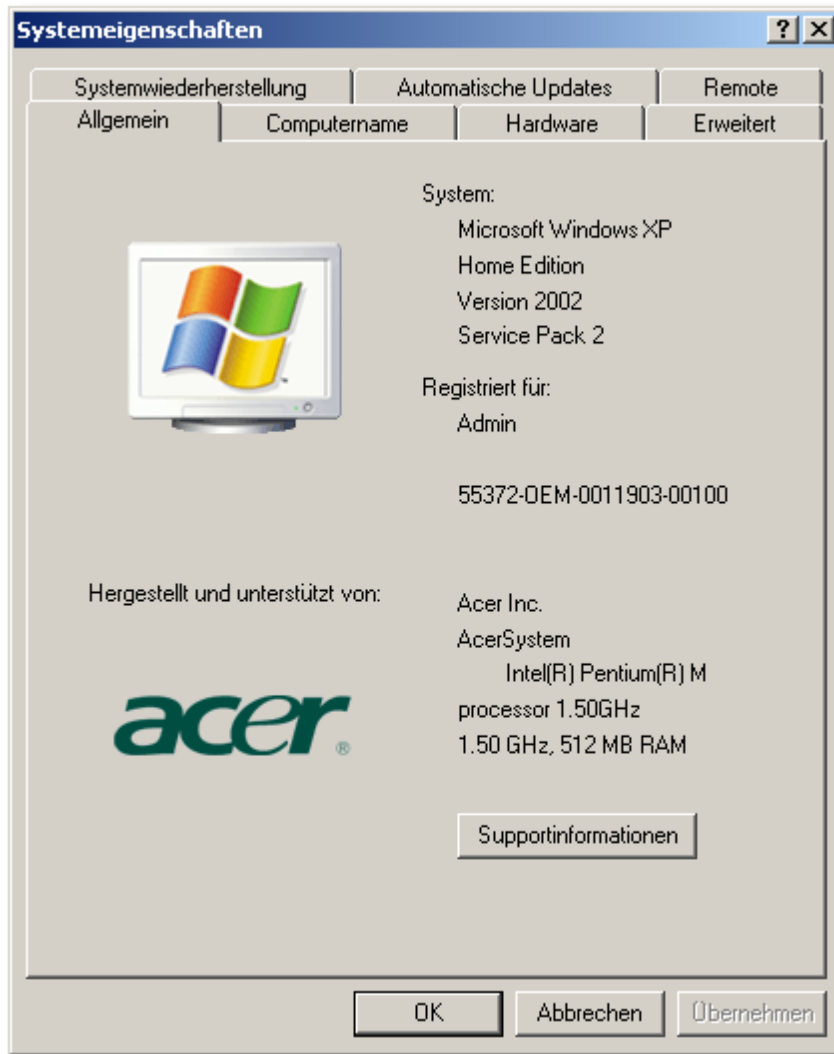 Systemeigenschaften
Systemwiederherstellung
Automatische Updates
Remote
Allgemein
Computername
Hardware
Erweitert
System:
Microsoft Windows XP
Home Edition
Version 2002
Service Pack 2
Registriert für:
Admin
55372-OEM-0011903-00100
Hergestellt und unterstützt von:
acer®
Acer Inc.
AcerSystem
Intel(R) Pentium(R) M
processor 1.50GHz
1.50 GHz, 512 MB RAM
Supportinformationen
OK
Abbrechen
Übernehmen